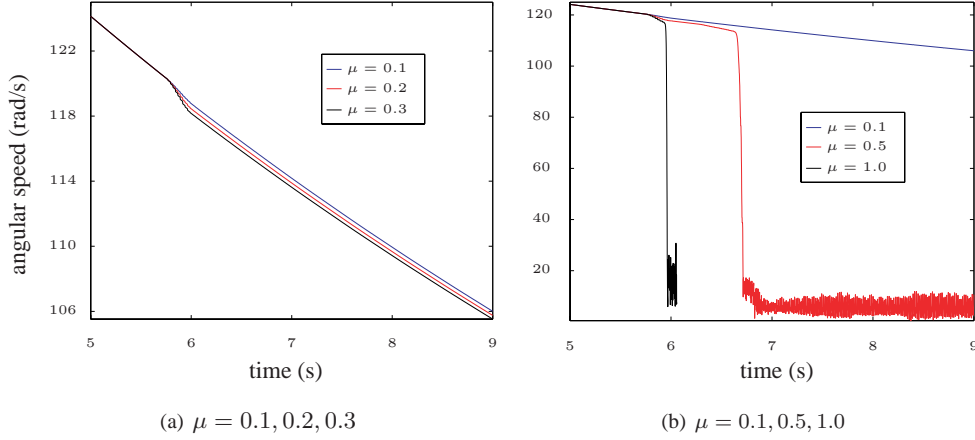 angular speed (rad/s)
122
118
114
110
106
5
6
7
8
9
time (s)
μ = 0.1
μ = 0.2
μ = 0.3
(a) μ = 0.1, 0.2, 0.3
120
100
80
60
40
20
5
6
7
8
9
time (s)
μ = 0.1
μ = 0.5
μ = 1.0
(b) μ = 0.1, 0.5, 1.0